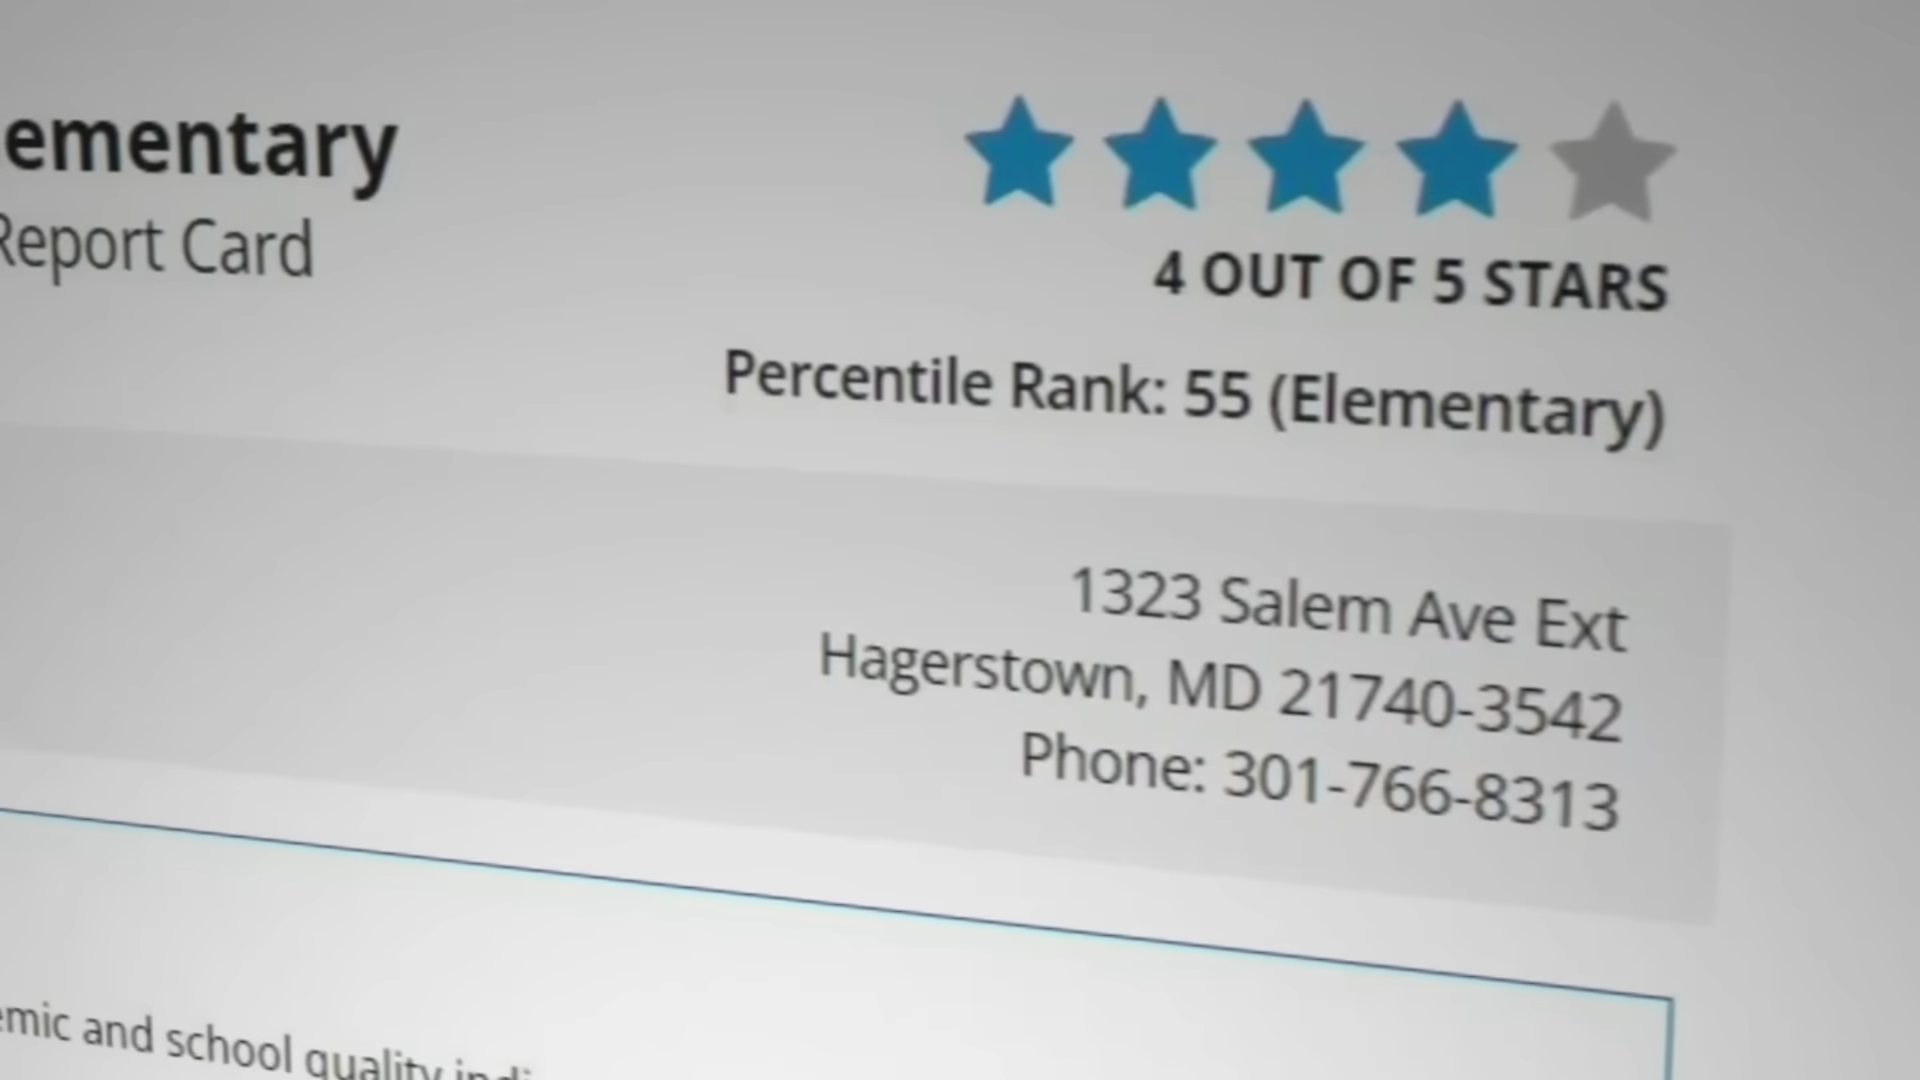 ementary
Report Card
4 OUT OF 5 STARS
Percentile Rank: 55 (Elementary)
1323 Salem Ave Ext
Hagerstown, MD 21740-3542
Phone: 301-766-8313
emic and school quality indi